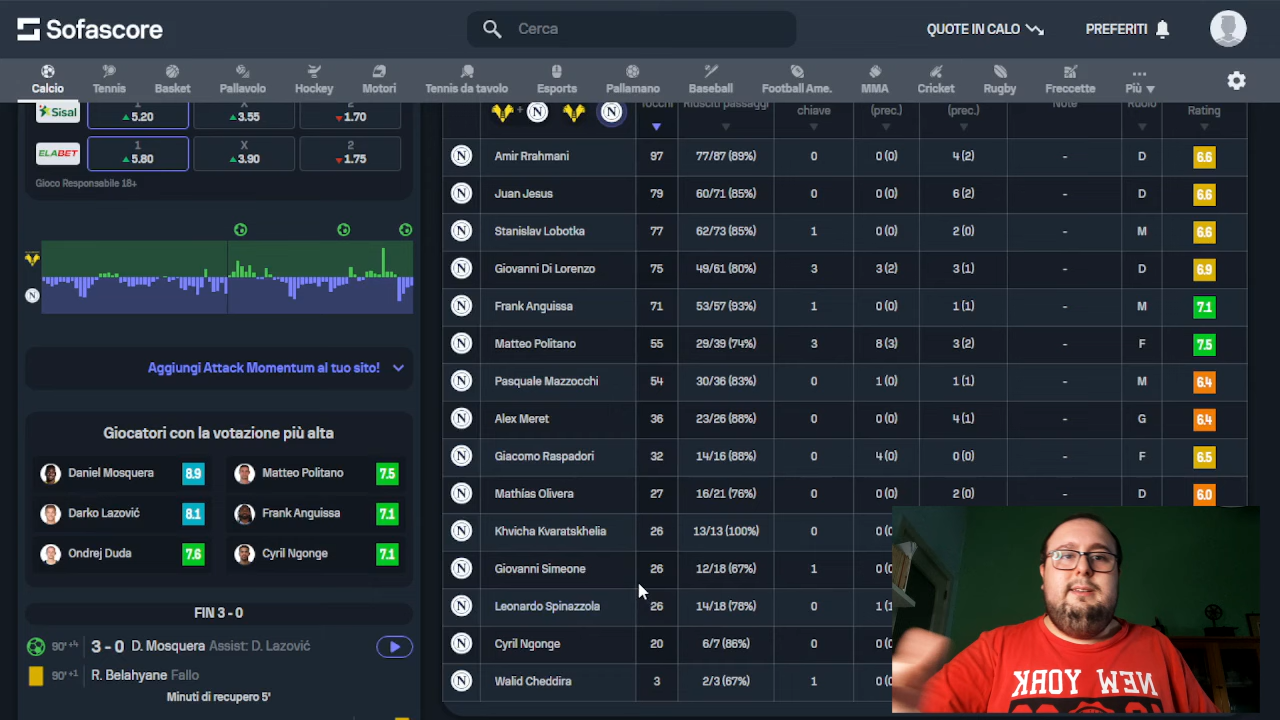 Sofascore
Cerca
QUOTE IN CALO
PREFERITI
Calcio
Tennis
Basket
Pallavolo
Hockey
Motori
Tennis da tavolo
Esports
Pallamano
Baseball
Football Ame.
MMA
Cricket
Rugby
Freccette
Più
Sisal
1 5.20
X 3.55
2 1.70
ELABET
1 5.80
X 3.90
2 1.75
Gioco Responsabile 18+
Aggiungi Attack Momentum al tuo sito!
Giocatori con la votazione più alta
Daniel Mosquera 8.9
Matteo Politano 7.5
Darko Lazović 8.1
Frank Anguissa 7.1
Ondrej Duda 7.6
Cyril Ngonge 7.1
FIN 3 - 0
90'+4 3 - 0 D. Mosquera Assist: D. Lazović
90'+1 R. Belahyane Fallo
Minuti di recupero 5'
+ Tocchi Riusciti passaggi chiave (prec.) (prec.) Note Ruolo Rating
Amir Rrahmani 97 77/87 (89%) 0 0 (0) 4 (2) - D 6.6
Juan Jesus 79 60/71 (85%) 0 0 (0) 6 (2) - D 6.6
Stanislav Lobotka 77 62/73 (85%) 1 0 (0) 2 (0) - M 6.6
Giovanni Di Lorenzo 75 49/61 (80%) 3 3 (2) 3 (1) - D 6.9
Frank Anguissa 71 53/57 (93%) 1 0 (0) 1 (1) - M 7.1
Matteo Politano 55 29/39 (74%) 3 8 (3) 3 (2) - F 7.5
Pasquale Mazzocchi 54 30/36 (83%) 0 1 (0) 1 (1) - M 6.4
Alex Meret 36 23/26 (88%) 0 0 (0) 4 (1) - G 6.4
Giacomo Raspadori 32 14/16 (88%) 0 4 (0) 0 (0) - F 6.5
Mathías Olivera 27 16/21 (76%) 0 0 (0) 2 (0) - D 6.0
Khvicha Kvaratskhelia 26 13/13 (100%) 0
Giovanni Simeone 26 12/18 (67%) 1
Leonardo Spinazzola 26 14/18 (78%) 0
Cyril Ngonge 20 6/7 (86%) 0
Walid Cheddira 3 2/3 (67%) 1
NEW YORK